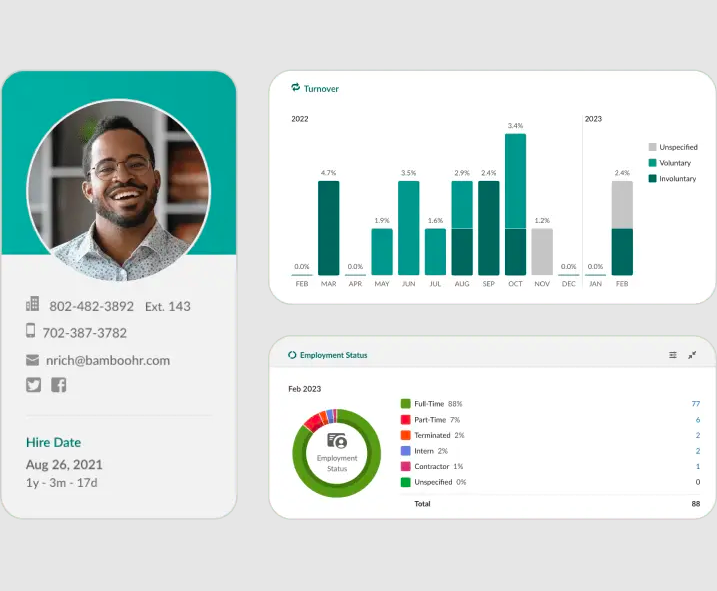 802-482-3892 Ext. 143
702-387-3782
nrich@bamboohr.com
Hire Date
Aug 26, 2021
1y - 3m - 17d
Turnover
2022
2023
3.4%
4.7%
3.5%
2.9%
2.4%
2.4%
1.9%
1.6%
1.2%
0.0%
0.0%
0.0%
0.0%
FEB MAR APR MAY JUN JUL AUG SEP OCT NOV DEC JAN FEB
Unspecified
Voluntary
Involuntary
Employment Status
Feb 2023
Employment
Status
Full-Time 88% 77
Part-Time 7% 6
Terminated 2% 2
Intern 2% 2
Contractor 1% 1
Unspecified 0% 0
Total 88